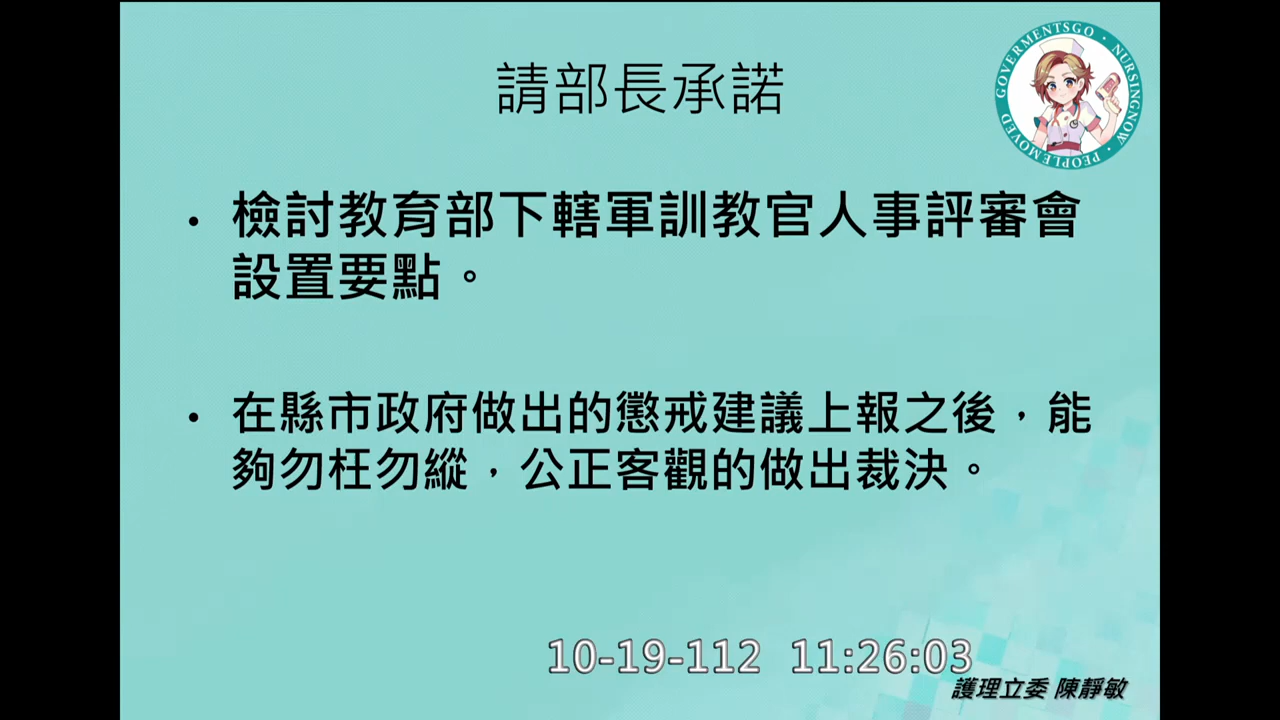 請部長承諾
GOVERMENTSGO · NURSINGNOW · PEOPLEMOVED
• 檢討教育部下轄軍訓教官人事評審會
設置要點。
• 在縣市政府做出的懲戒建議上報之後，能
夠勿枉勿縱，公正客觀的做出裁決。
10-19-112 11:26:03
護理立委 陳靜敏